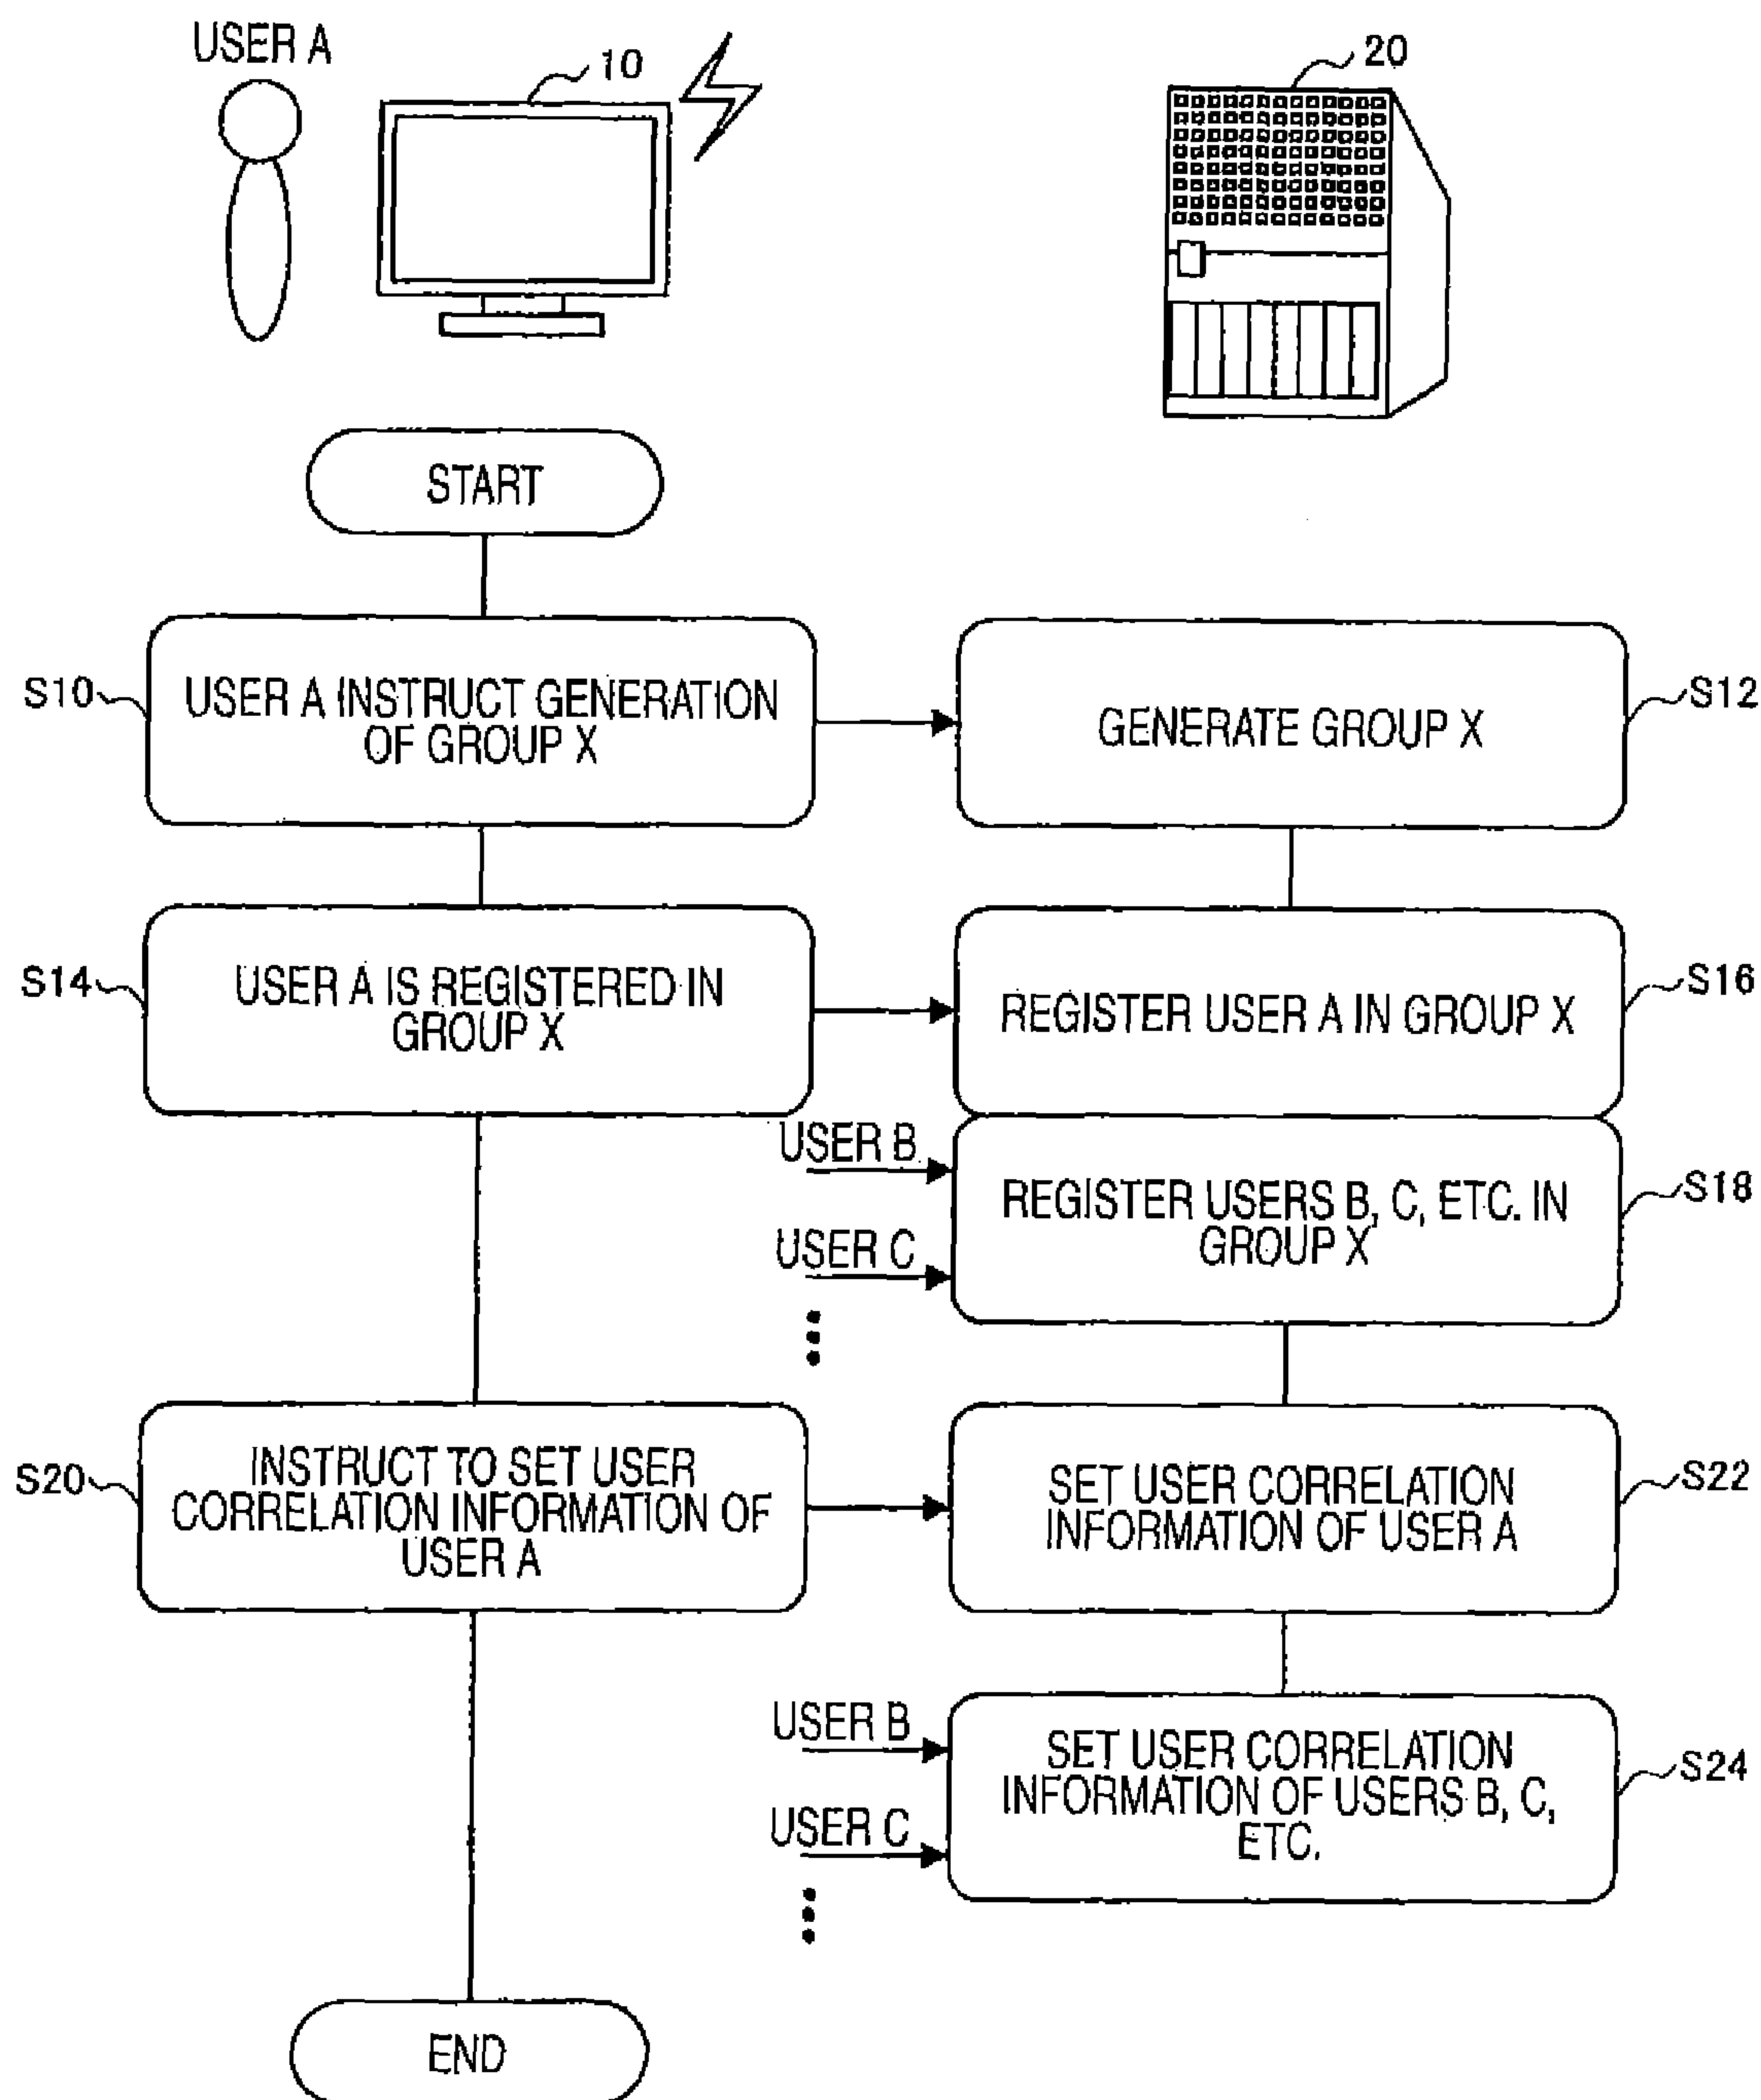 USER A
10
20
START
S10
USER A INSTRUCT GENERATION
OF GROUP X
GENERATE GROUP X
S12
S14
USER A IS REGISTERED IN
GROUP X
REGISTER USER A IN GROUP X
S16
USER B
USER C
REGISTER USERS B, C, ETC. IN
GROUP X
S18
S20
INSTRUCT TO SET USER
CORRELATION INFORMATION OF
USER A
SET USER CORRELATION
INFORMATION OF USER A
S22
USER B
USER C
SET USER CORRELATION
INFORMATION OF USERS B, C,
ETC.
S24
END